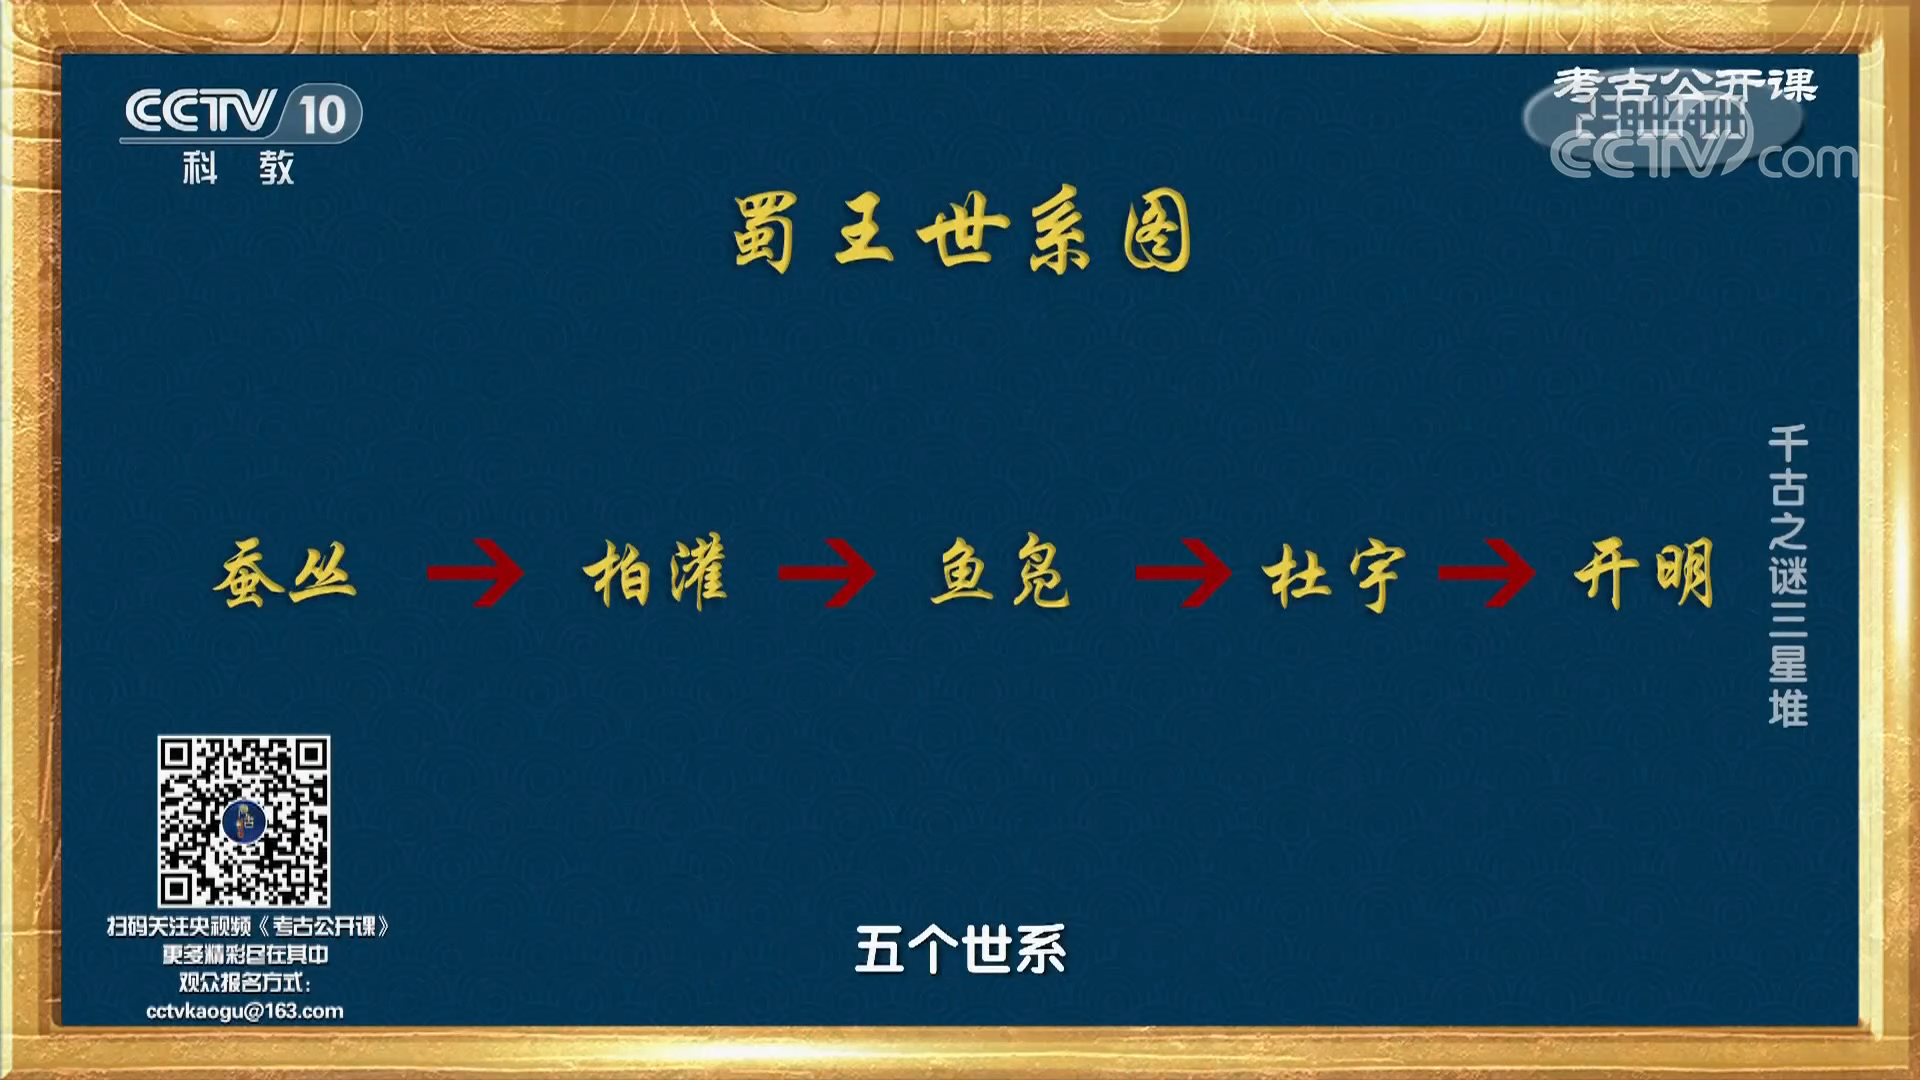 CCTV 10
科 教
考古公开课
CCTV com
蜀王世系图
蚕丛 → 柏灌 → 鱼凫 → 杜宇 → 开明
千古之谜三星堆
扫码关注央视频《考古公开课》
更多精彩尽在其中
观众报名方式:
cctvkaogu@163.com
五个世系